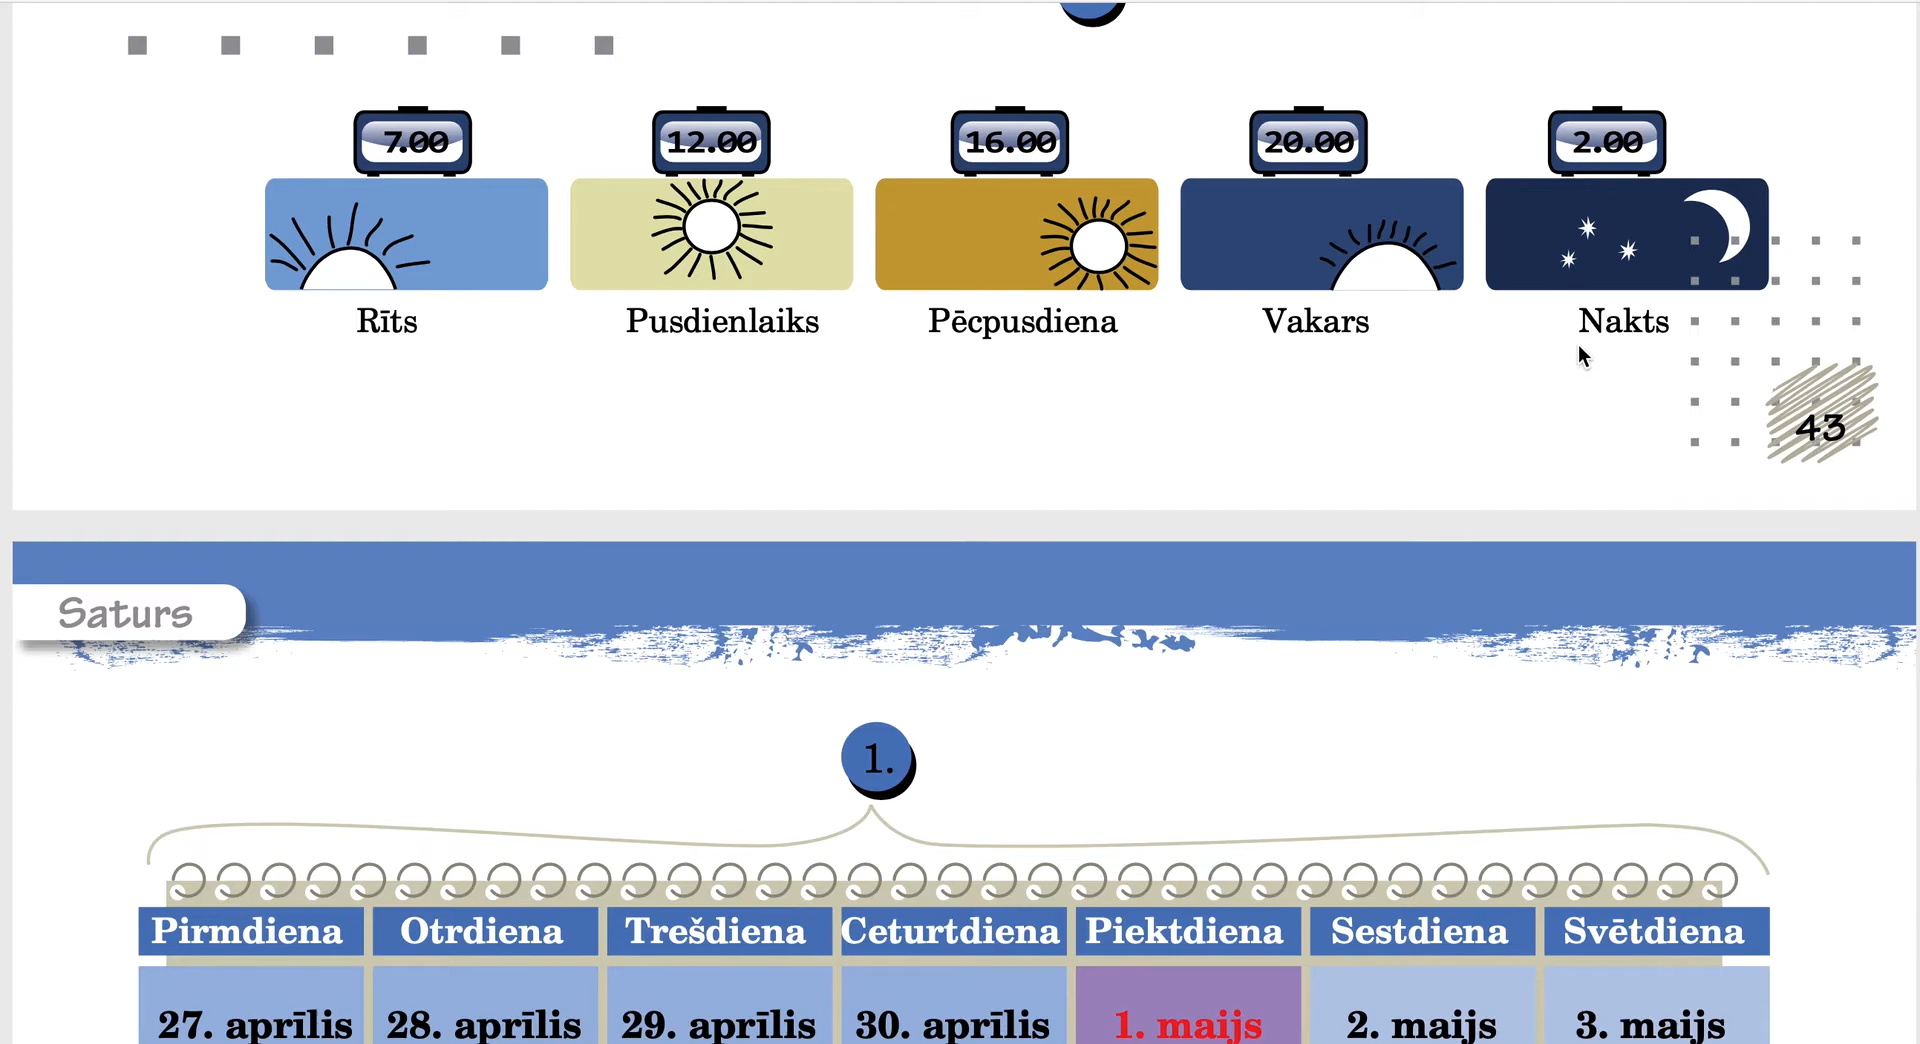 7.00 12.00 16.00 20.00 2.00
Rīts Pusdienlaiks Pēcpusdiena Vakars Nakts
43
Saturs
1.
Pirmdiena Otrdiena Trešdiena Ceturtdiena Piektdiena Sestdiena Svētdiena
27. aprīlis 28. aprīlis 29. aprīlis 30. aprīlis 1. maijs 2. maijs 3. maijs